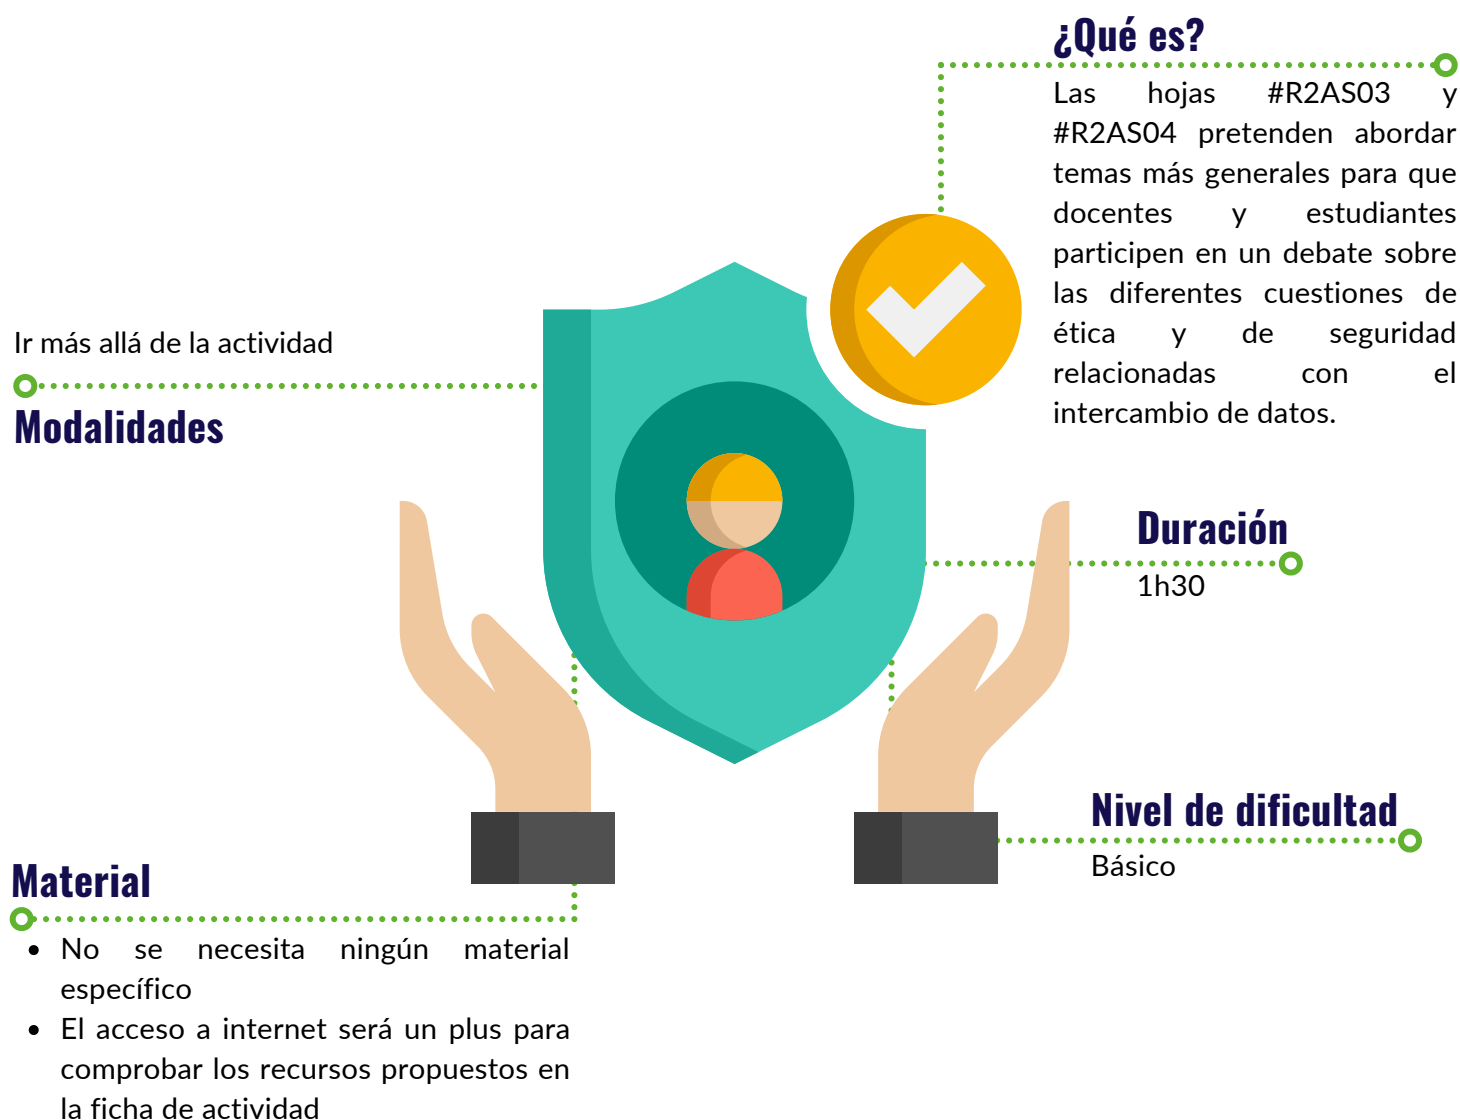 ¿Qué es?
Las hojas #R2AS03 y
#R2AS04 pretenden abordar
temas más generales para que
docentes y estudiantes
participen en un debate sobre
las diferentes cuestiones de
ética y de seguridad
relacionadas con el
intercambio de datos.
Ir más allá de la actividad
Modalidades
Duración
1h30
Nivel de dificultad
Básico
Material
• No se necesita ningún material
específico
• El acceso a internet será un plus para
comprobar los recursos propuestos en
la ficha de actividad